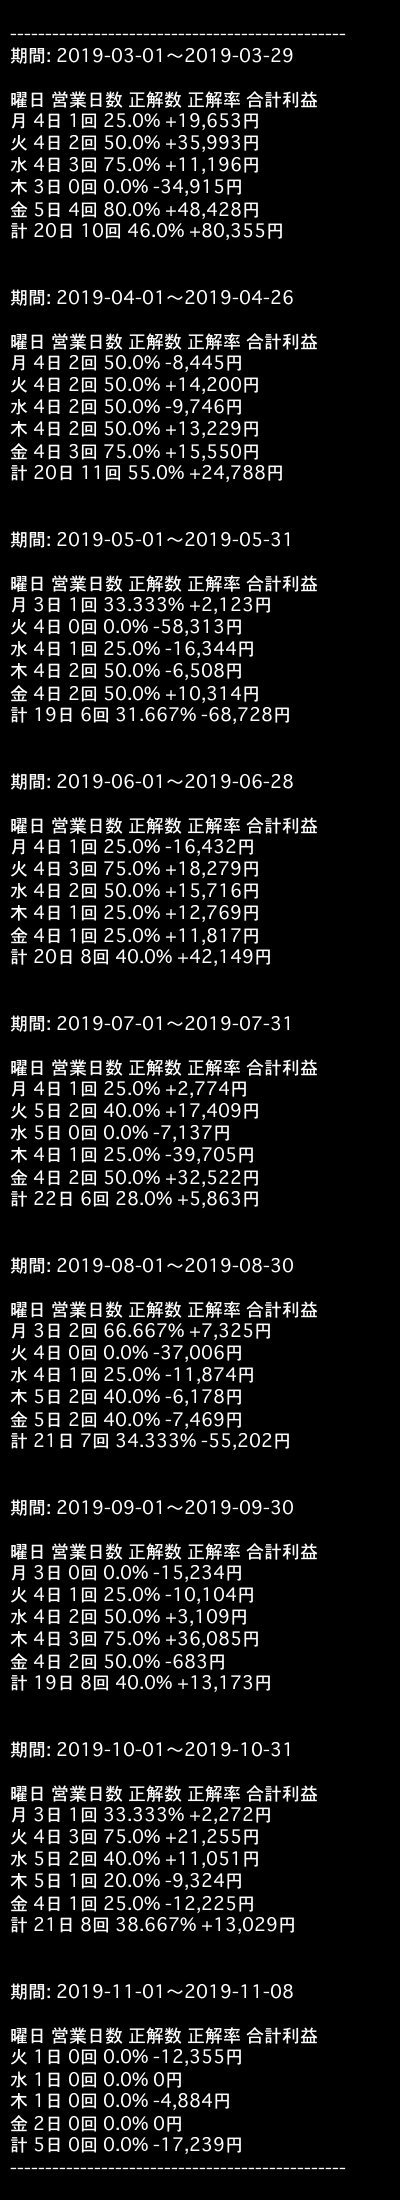 ------------------------------------------------
期間: 2019-03-01～2019-03-29
曜日 営業日数 正解数 正解率 合計利益
月 4日 1回 25.0% +19,653円
火 4日 2回 50.0% +35,993円
水 4日 3回 75.0% +11,196円
木 3日 0回 0.0% -34,915円
金 5日 4回 80.0% +48,428円
計 20日 10回 46.0% +80,355円
期間: 2019-04-01～2019-04-26
曜日 営業日数 正解数 正解率 合計利益
月 4日 2回 50.0% -8,445円
火 4日 2回 50.0% +14,200円
水 4日 2回 50.0% -9,746円
木 4日 2回 50.0% +13,229円
金 4日 3回 75.0% +15,550円
計 20日 11回 55.0% +24,788円
期間: 2019-05-01～2019-05-31
曜日 営業日数 正解数 正解率 合計利益
月 3日 1回 33.333% +2,123円
火 4日 0回 0.0% -58,313円
水 4日 1回 25.0% -16,344円
木 4日 2回 50.0% -6,508円
金 4日 2回 50.0% +10,314円
計 19日 6回 31.667% -68,728円
期間: 2019-06-01～2019-06-28
曜日 営業日数 正解数 正解率 合計利益
月 4日 1回 25.0% -16,432円
火 4日 3回 75.0% +18,279円
水 4日 2回 50.0% +15,716円
木 4日 1回 25.0% +12,769円
金 4日 1回 25.0% +11,817円
計 20日 8回 40.0% +42,149円
期間: 2019-07-01～2019-07-31
曜日 営業日数 正解数 正解率 合計利益
月 4日 1回 25.0% +2,774円
火 5日 2回 40.0% +17,409円
水 5日 0回 0.0% -7,137円
木 4日 1回 25.0% -39,705円
金 4日 2回 50.0% +32,522円
計 22日 6回 28.0% +5,863円
期間: 2019-08-01～2019-08-30
曜日 営業日数 正解数 正解率 合計利益
月 3日 2回 66.667% +7,325円
火 4日 0回 0.0% -37,006円
水 4日 1回 25.0% -11,874円
木 5日 2回 40.0% -6,178円
金 5日 2回 40.0% -7,469円
計 21日 7回 34.333% -55,202円
期間: 2019-09-01～2019-09-30
曜日 営業日数 正解数 正解率 合計利益
月 3日 0回 0.0% -15,234円
火 4日 1回 25.0% -10,104円
水 4日 2回 50.0% +3,109円
木 4日 3回 75.0% +36,085円
金 4日 2回 50.0% -683円
計 19日 8回 40.0% +13,173円
期間: 2019-10-01～2019-10-31
曜日 営業日数 正解数 正解率 合計利益
月 3日 1回 33.333% +2,272円
火 4日 3回 75.0% +21,255円
水 5日 2回 40.0% +11,051円
木 5日 1回 20.0% -9,324円
金 4日 1回 25.0% -12,225円
計 21日 8回 38.667% +13,029円
期間: 2019-11-01～2019-11-08
曜日 営業日数 正解数 正解率 合計利益
火 1日 0回 0.0% -12,355円
水 1日 0回 0.0% 0円
木 1日 0回 0.0% -4,884円
金 2日 0回 0.0% 0円
計 5日 0回 0.0% -17,239円
------------------------------------------------